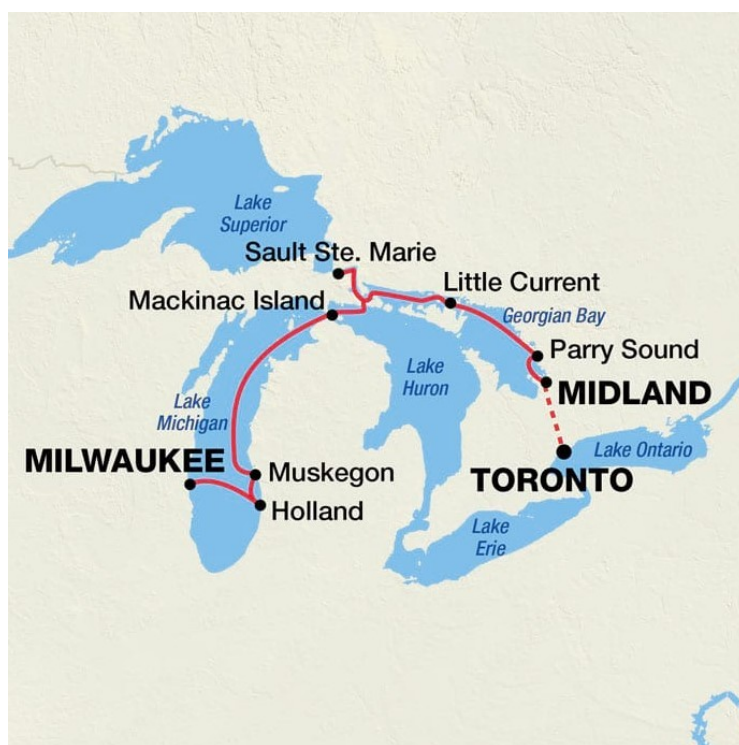 Lake
Superior
Sault Ste. Marie
Little Current
Mackinac Island
Georgian Bay
Parry Sound
Lake
Huron
MIDLAND
Lake
Michigan
Lake Ontario
MILWAUKEE
Muskegon
TORONTO
Holland
Lake
Erie